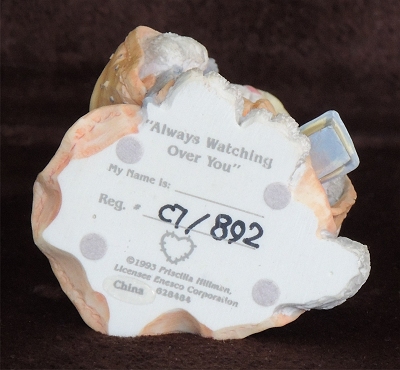 "Always Watching
Over You"
My Name is:
Reg. # C7/892
©1993 Priscilla Hillman,
Licensee Enesco Corporation
China 628484